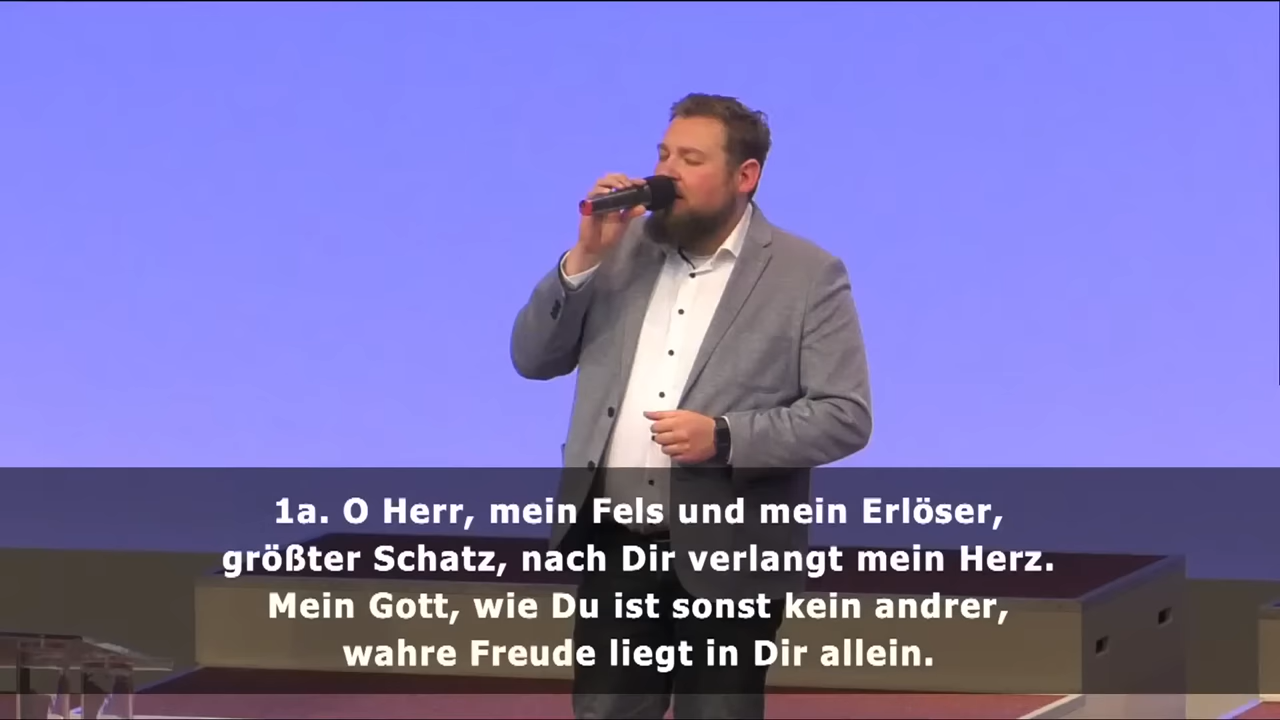 1a. O Herr, mein Fels und mein Erlöser,
größter Schatz, nach Dir verlangt mein Herz.
Mein Gott, wie Du ist sonst kein andrer,
wahre Freude liegt in Dir allein.